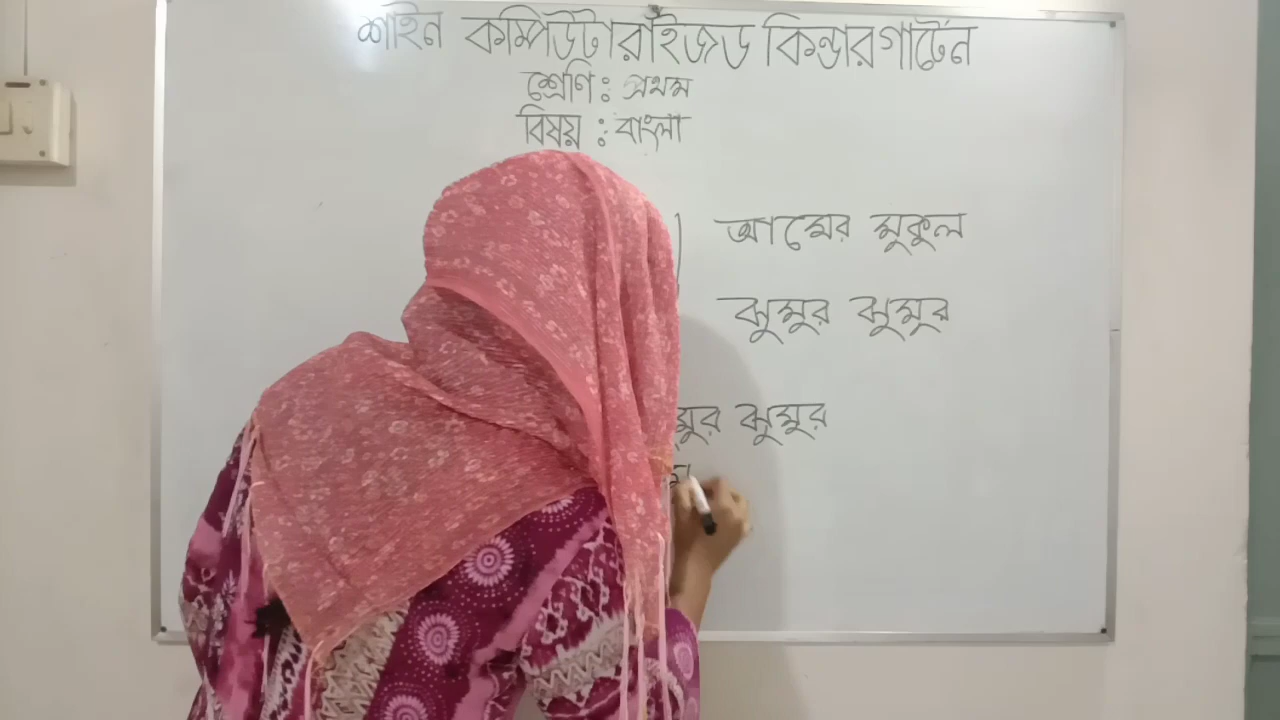 শাহিন কম্পিউটারাইজড কিন্ডারগার্টেন
শ্রেণি : প্রথম
বিষয় : বাংলা
আমের মুকুল
ঝুমুর ঝুমুর
মুর ঝুমুর